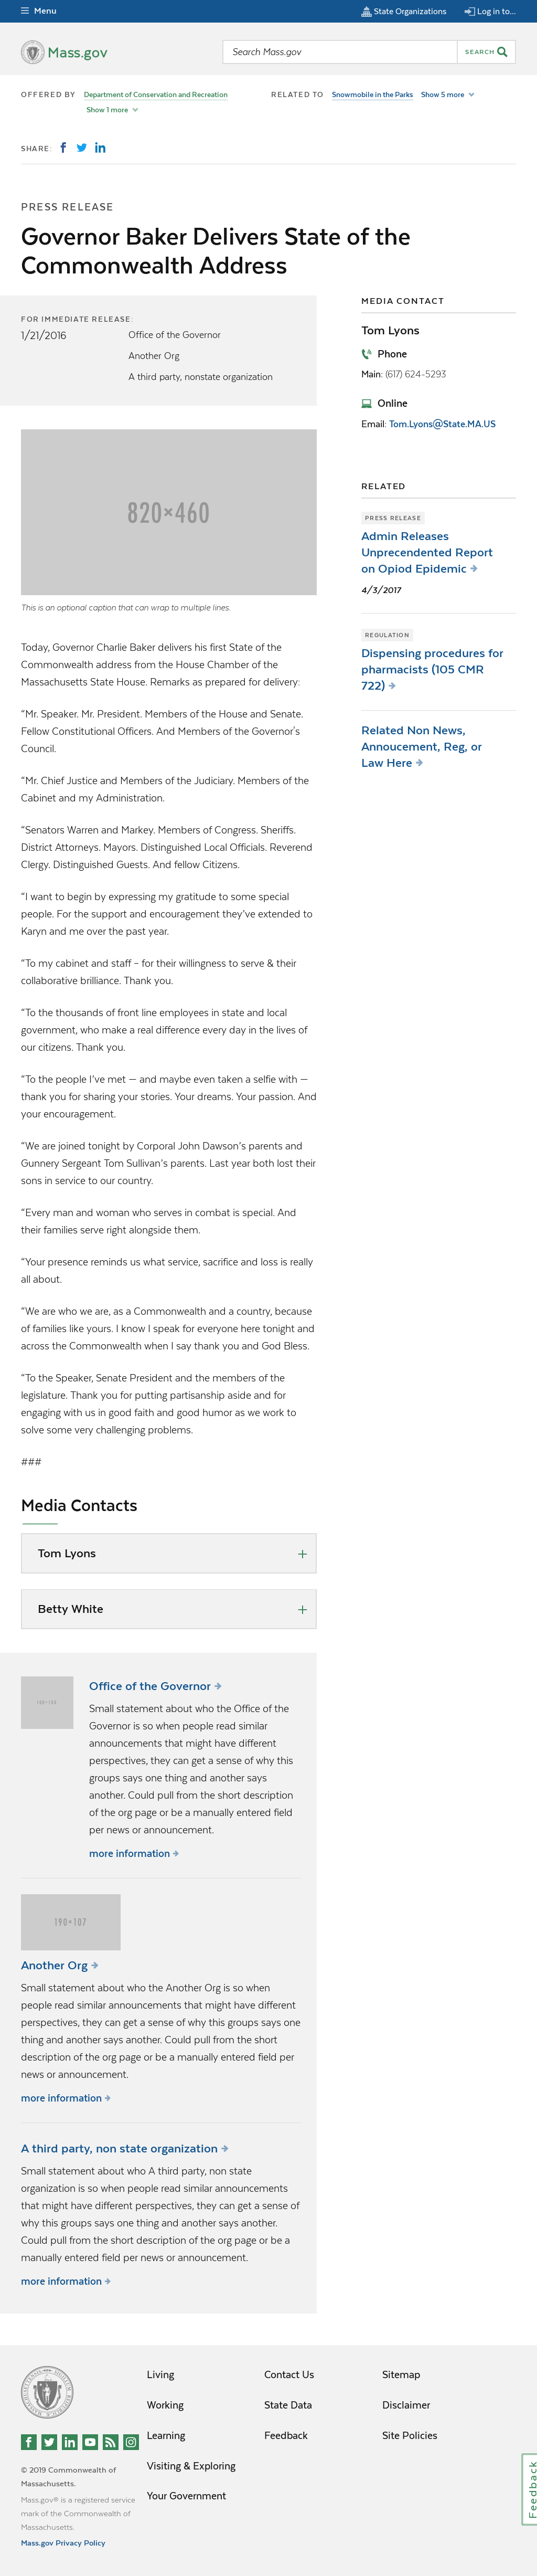 Menu
State Organizations
Log in to...
Mass.gov
Search Mass.gov
SEARCH
OFFERED BY Department of Conservation and Recreation
Show 1 more
RELATED TO Snowmobile in the Parks Show 5 more
SHARE:
PRESS RELEASE
Governor Baker Delivers State of the
Commonwealth Address
FOR IMMEDIATE RELEASE:
1/21/2016
Office of the Governor
Another Org
A third party, nonstate organization
820×460
This is an optional caption that can wrap to multiple lines.
Today, Governor Charlie Baker delivers his first State of the
Commonwealth address from the House Chamber of the
Massachusetts State House. Remarks as prepared for delivery:
“Mr. Speaker. Mr. President. Members of the House and Senate.
Fellow Constitutional Officers. And Members of the Governor’s
Council.
“Mr. Chief Justice and Members of the Judiciary. Members of the
Cabinet and my Administration.
“Senators Warren and Markey. Members of Congress. Sheriffs.
District Attorneys. Mayors. Distinguished Local Officials. Reverend
Clergy. Distinguished Guests. And fellow Citizens.
“I want to begin by expressing my gratitude to some special
people. For the support and encouragement they’ve extended to
Karyn and me over the past year.
“To my cabinet and staff – for their willingness to serve & their
collaborative brilliance. Thank you.
“To the thousands of front line employees in state and local
government, who make a real difference every day in the lives of
our citizens. Thank you.
“To the people I’ve met — and maybe even taken a selfie with —
thank you for sharing your stories. Your dreams. Your passion. And
your encouragement.
“We are joined tonight by Corporal John Dawson’s parents and
Gunnery Sergeant Tom Sullivan’s parents. Last year both lost their
sons in service to our country.
“Every man and woman who serves in combat is special. And
their families serve right alongside them.
“Your presence reminds us what service, sacrifice and loss is really
all about.
“We are who we are, as a Commonwealth and a country, because
of families like yours. I know I speak for everyone here tonight and
across the Commonwealth when I say thank you and God Bless.
“To the Speaker, Senate President and the members of the
legislature. Thank you for putting partisanship aside and for
engaging with us in good faith and good humor as we work to
solve some very challenging problems.
###
Media Contacts
Tom Lyons
Betty White
MEDIA CONTACT
Tom Lyons
Phone
Main: (617) 624-5293
Online
Email: Tom.Lyons@State.MA.US
RELATED
PRESS RELEASE
Admin Releases
Unprecendented Report
on Opiod Epidemic
4/3/2017
REGULATION
Dispensing procedures for
pharmacists (105 CMR
722)
Related Non News,
Annoucement, Reg, or
Law Here
Office of the Governor
Small statement about who the Office of the
Governor is so when people read similar
announcements that might have different
perspectives, they can get a sense of why this
groups says one thing and another says
another. Could pull from the short description
of the org page or be a manually entered field
per news or announcement.
more information
190×107
Another Org
Small statement about who the Another Org is so when
people read similar announcements that might have different
perspectives, they can get a sense of why this groups says one
thing and another says another. Could pull from the short
description of the org page or be a manually entered field per
news or announcement.
more information
A third party, non state organization
Small statement about who A third party, non state
organization is so when people read similar announcements
that might have different perspectives, they can get a sense of
why this groups says one thing and another says another.
Could pull from the short description of the org page or be a
manually entered field per news or announcement.
more information
Living
Working
Learning
Visiting & Exploring
Your Government
Contact Us
State Data
Feedback
Sitemap
Disclaimer
Site Policies
© 2019 Commonwealth of
Massachusetts.
Mass.gov® is a registered service
mark of the Commonwealth of
Massachusetts.
Mass.gov Privacy Policy
Feedback